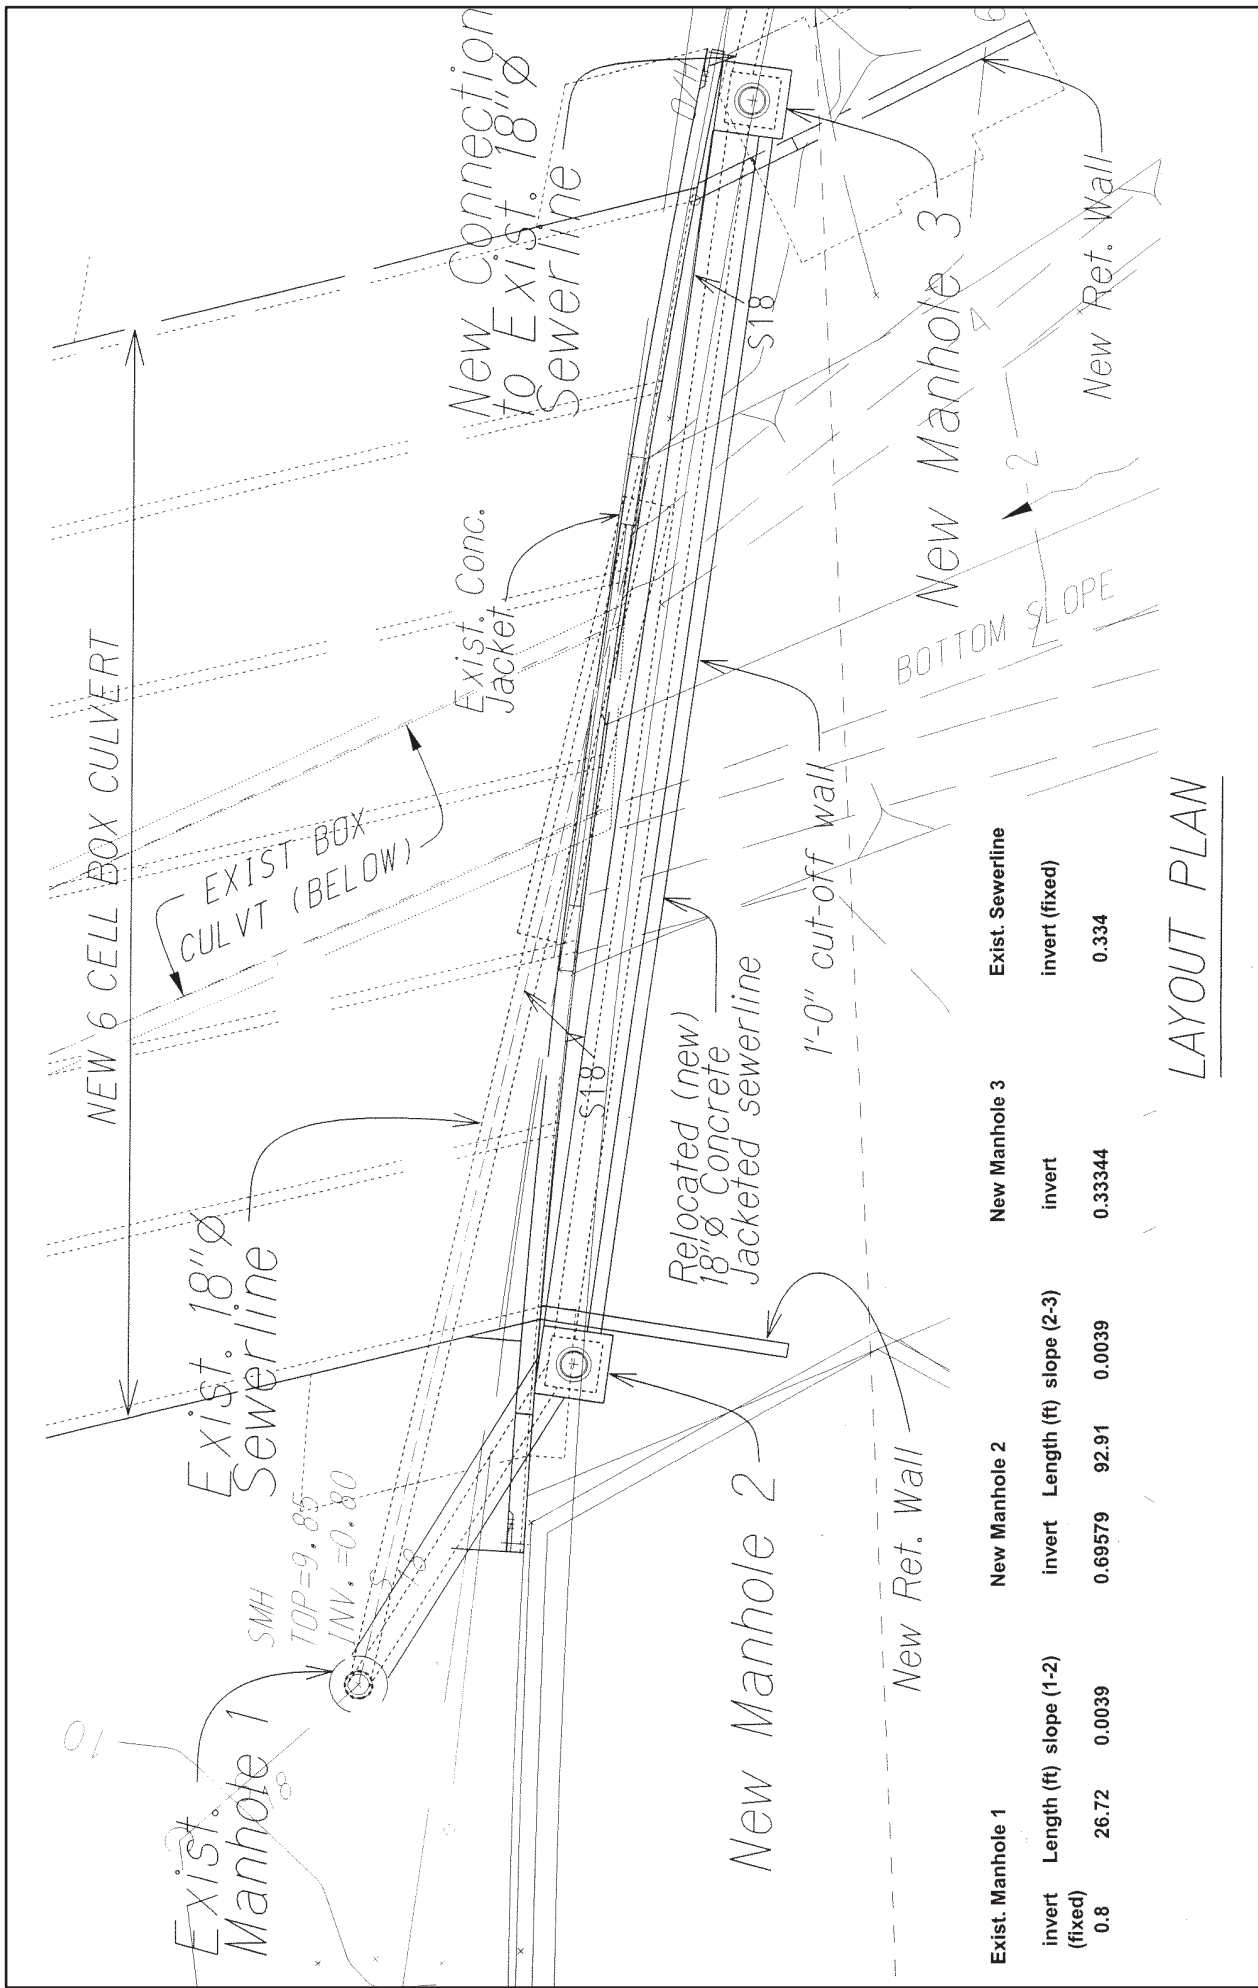 NEW 6 CELL BOX CULVERT
EXIST BOX
CULVT (BELOW)
New Connection
to Exist. 18"Ø
Sewerline
Exist. Conc.
Jacket
Exist. 18"Ø
Sewerline
SMH
TOP=9.85
INV.=0.80
Exist.
Manhole 1
10
8
S18
S18
S18
Relocated (new)
18"Ø Concrete
Jacketed sewerline
1'-0" cut-off wall
New Manhole 2
New Ret. Wall
New Manhole 3
New Ret. Wall
BOTTOM SLOPE
2
4
6
Exist. Manhole 1 New Manhole 2 New Manhole 3 Exist. Sewerline
invert Length (ft) slope (1-2) invert Length (ft) slope (2-3) invert invert (fixed)
(fixed)
0.8 26.72 0.0039 0.69579 92.91 0.0039 0.33344 0.334
LAYOUT PLAN